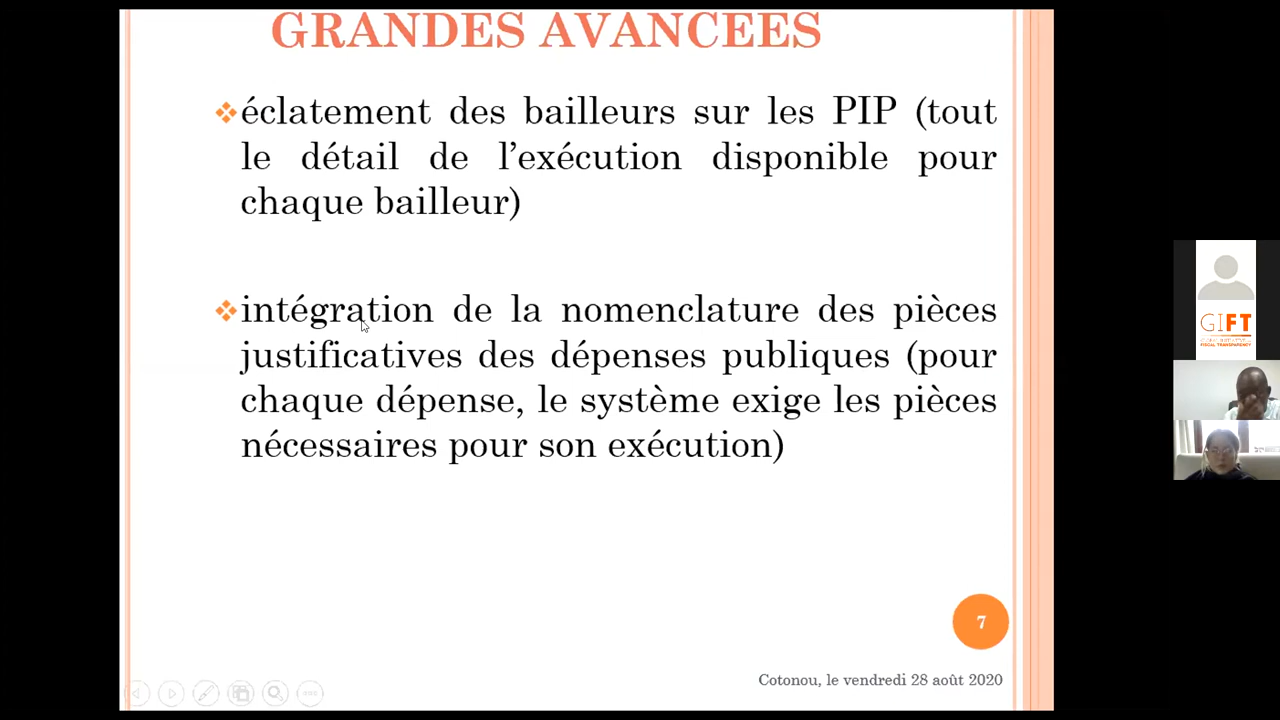 GRANDES AVANCEES
éclatement des bailleurs sur les PIP (tout
le détail de l’exécution disponible pour
chaque bailleur)
intégration de la nomenclature des pièces
justificatives des dépenses publiques (pour
chaque dépense, le système exige les pièces
nécessaires pour son exécution)
7
Cotonou, le vendredi 28 août 2020
GIFT
FISCAL TRANSPARENCY